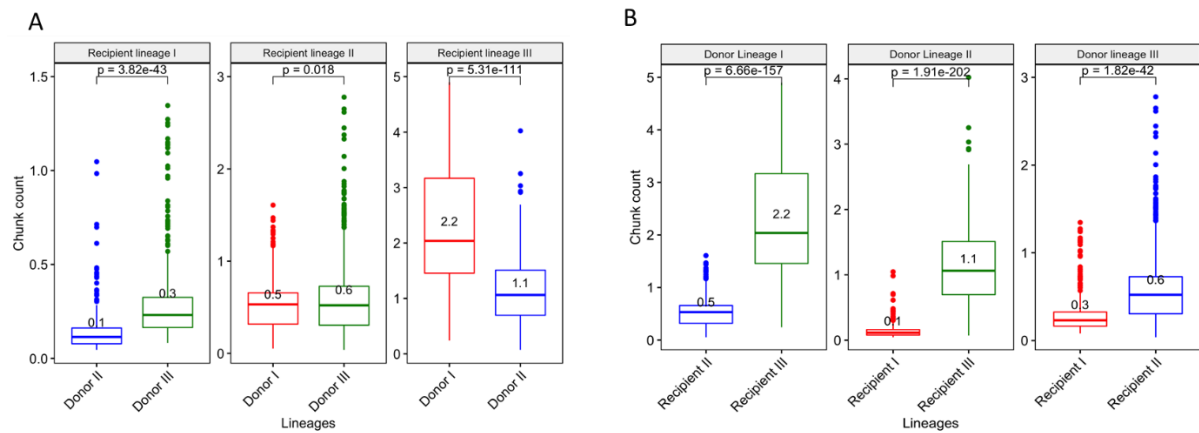 A
Recipient lineage I
Recipient lineage II
Recipient lineage III
p = 3.82e-43
p = 0.018
p = 5.31e-111
Chunk count
1.5
1.0
0.5
0.0
0.1
0.3
3
2
1
0
0.5
0.6
5
4
3
2
1
0
2.2
1.1
Donor II
Donor III
Donor I
Donor III
Donor I
Donor II
Lineages
B
Donor Lineage I
Donor Lineage II
Donor lineage III
p = 6.66e-157
p = 1.91e-202
p = 1.82e-42
Chunk count
5
4
3
2
1
0
0.5
2.2
4
3
2
1
0
0.1
1.1
3
2
1
0
0.3
0.6
Recipient II
Recipient III
Recipient I
Recipient III
Recipient I
Recipient II
Lineages